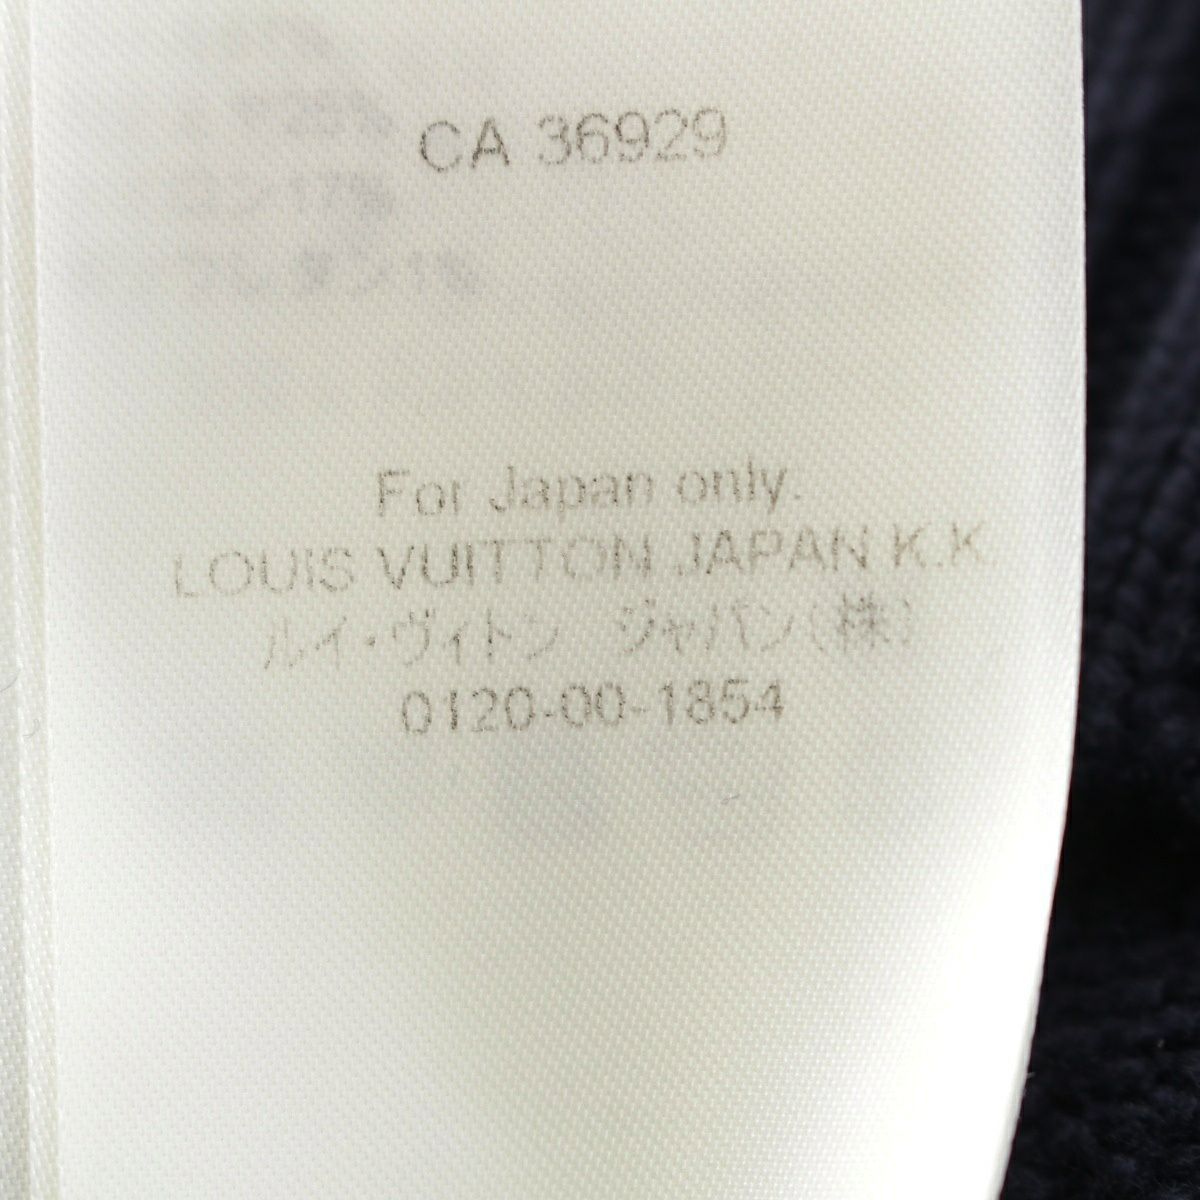 CA 36929
For Japan only.
LOUIS VUITTON JAPAN K.K.
ルイ・ヴィトン　ジャパン(株)
0120-00-1854